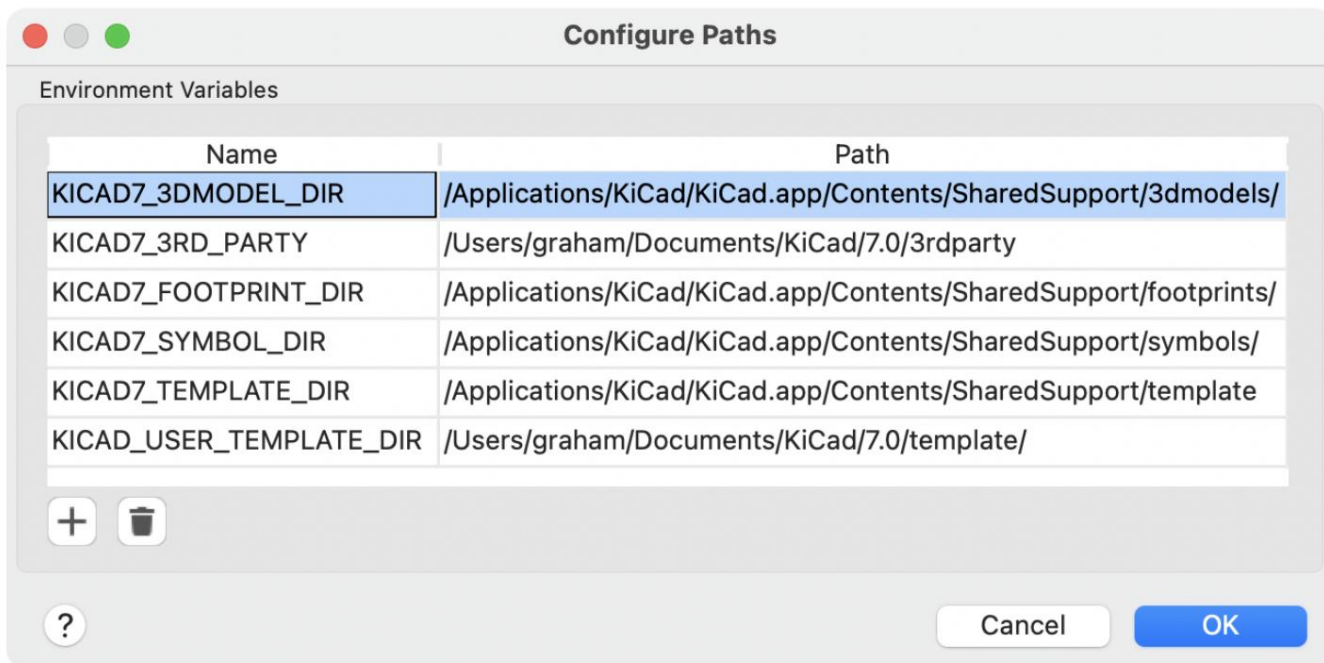 Configure Paths
Environment Variables
Name Path
KICAD7_3DMODEL_DIR /Applications/KiCad/KiCad.app/Contents/SharedSupport/3dmodels/
KICAD7_3RD_PARTY /Users/graham/Documents/KiCad/7.0/3rdparty
KICAD7_FOOTPRINT_DIR /Applications/KiCad/KiCad.app/Contents/SharedSupport/footprints/
KICAD7_SYMBOL_DIR /Applications/KiCad/KiCad.app/Contents/SharedSupport/symbols/
KICAD7_TEMPLATE_DIR /Applications/KiCad/KiCad.app/Contents/SharedSupport/template
KICAD_USER_TEMPLATE_DIR /Users/graham/Documents/KiCad/7.0/template/
? Cancel OK